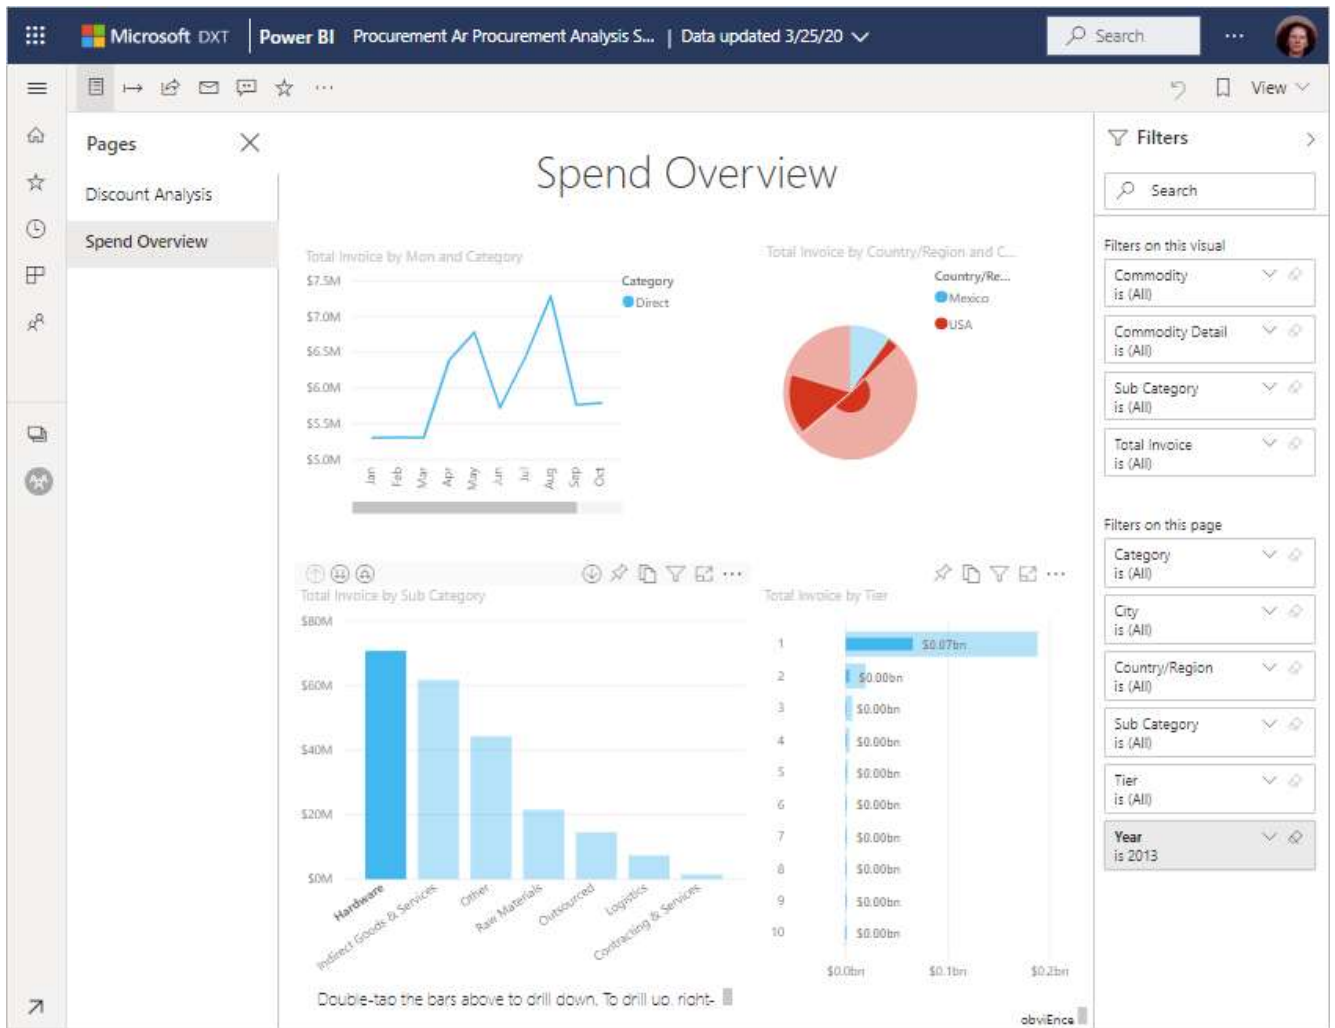 Microsoft DXT
Power BI
Procurement Ar Procurement Analysis S... | Data updated 3/25/20
Search
View
Pages
Discount Analysis
Spend Overview
Spend Overview
Total Invoice by Mon and Category
$7.5M
$7.0M
$6.5M
$6.0M
$5.5M
$5.0M
Jan
Feb
Mar
Apr
May
Jun
Jul
Aug
Sep
Oct
Category
Direct
Total Invoice by Country/Region and C...
Country/Re...
Mexico
USA
Total Invoice by Sub Category
$80M
$60M
$40M
$20M
$0M
Hardware
Indirect Goods & Services
Other
Raw Materials
Outsourced
Logistics
Contracting & Services
Total Invoice by Tier
1 $0.07bn
2 $0.00bn
3 $0.00bn
4 $0.00bn
5 $0.00bn
6 $0.00bn
7 $0.00bn
8 $0.00bn
9 $0.00bn
10 $0.00bn
$0.0bn $0.1bn $0.2bn
Double-tap the bars above to drill down. To drill up, right-
obviEnce
Filters
Search
Filters on this visual
Commodity
is (All)
Commodity Detail
is (All)
Sub Category
is (All)
Total Invoice
is (All)
Filters on this page
Category
is (All)
City
is (All)
Country/Region
is (All)
Sub Category
is (All)
Tier
is (All)
Year
is 2013